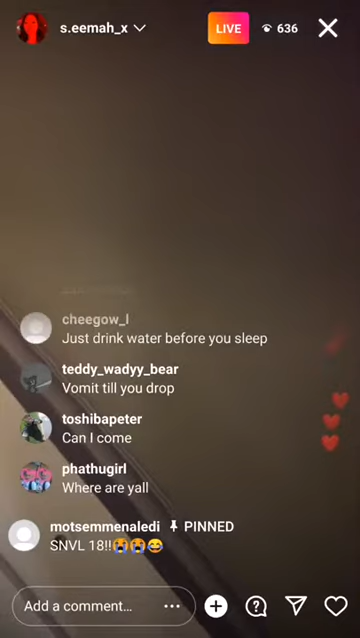 s.eemah_x
LIVE
636
cheegow_l
Just drink water before you sleep
teddy_wadyy_bear
Vomit till you drop
toshibapeter
Can I come
phathugirl
Where are yall
motsemmenaledi PINNED
SNVL 18!!😭😭😂
Add a comment...